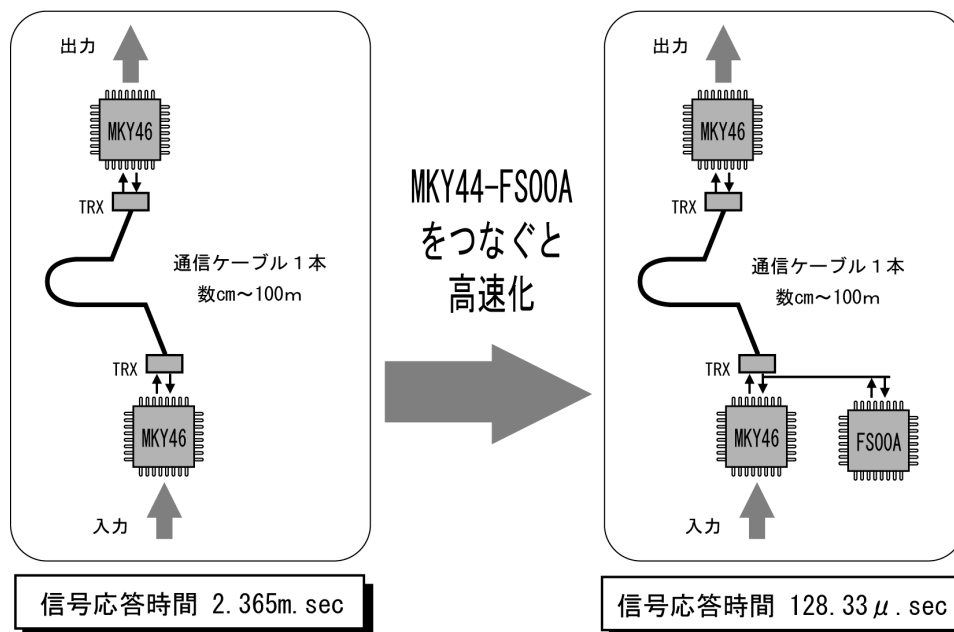 出力
MKY46
TRX
通信ケーブル1本
数cm～100m
TRX
MKY46
入力
信号応答時間 2.365m.sec
MKY44-FS00A
をつなぐと
高速化
出力
MKY46
TRX
通信ケーブル1本
数cm～100m
TRX
MKY46
FS00A
入力
信号応答時間 128.33μ.sec